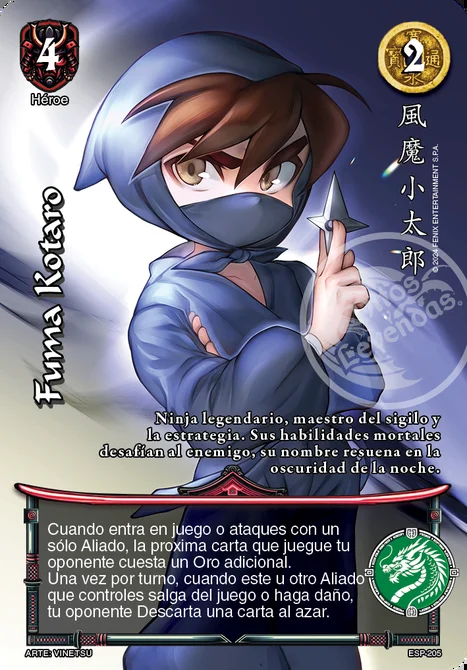 4
Héroe
2
風魔小太郎
© 2024 FENIX ENTERTAINMENT S.P.A.
Fuma Kotaro
Ninja legendario, maestro del sigilo y
la estrategia. Sus habilidades mortales
desafían al enemigo, su nombre resuena en la
oscuridad de la noche.
Cuando entra en juego o ataques con un
sólo Aliado, la proxima carta que juegue tu
oponente cuesta un Oro adicional.
Una vez por turno, cuando este u otro Aliado
que controles salga del juego o haga daño,
tu oponente Descarta una carta al azar.
ARTE: VINETSU
ESP-205